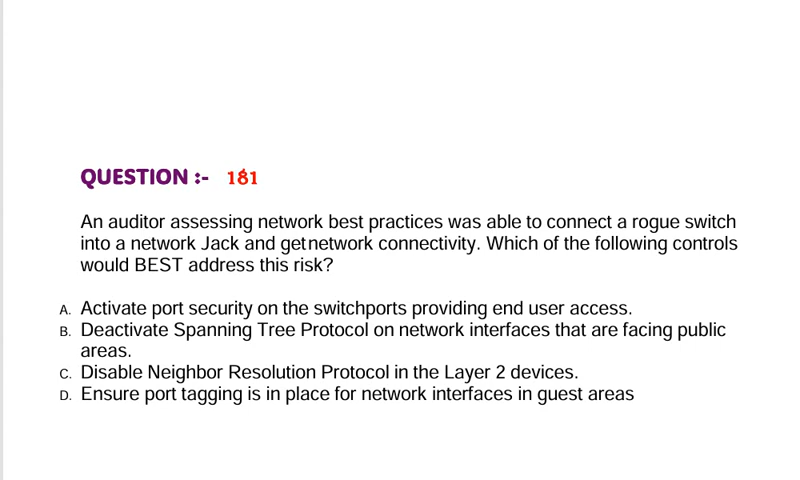 QUESTION :- 181
An auditor assessing network best practices was able to connect a rogue switch
into a network Jack and get network connectivity. Which of the following controls
would BEST address this risk?
A. Activate port security on the switchports providing end user access.
B. Deactivate Spanning Tree Protocol on network interfaces that are facing public
areas.
C. Disable Neighbor Resolution Protocol in the Layer 2 devices.
D. Ensure port tagging is in place for network interfaces in guest areas